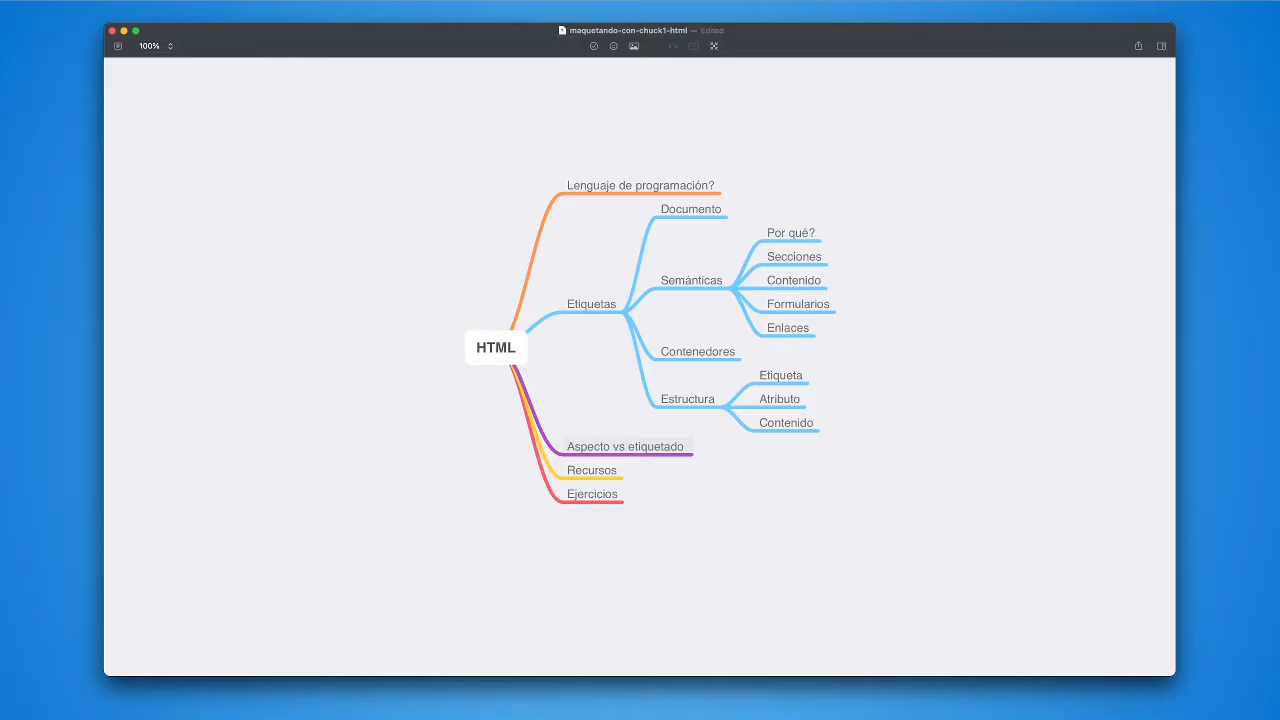 maquetando-con-chuck1-html — Edited
100%
Lenguaje de programación?
Documento
Por qué?
Secciones
Semánticas
Contenido
Etiquetas
Formularios
Enlaces
HTML
Contenedores
Etiqueta
Estructura
Atributo
Contenido
Aspecto vs etiquetado
Recursos
Ejercicios